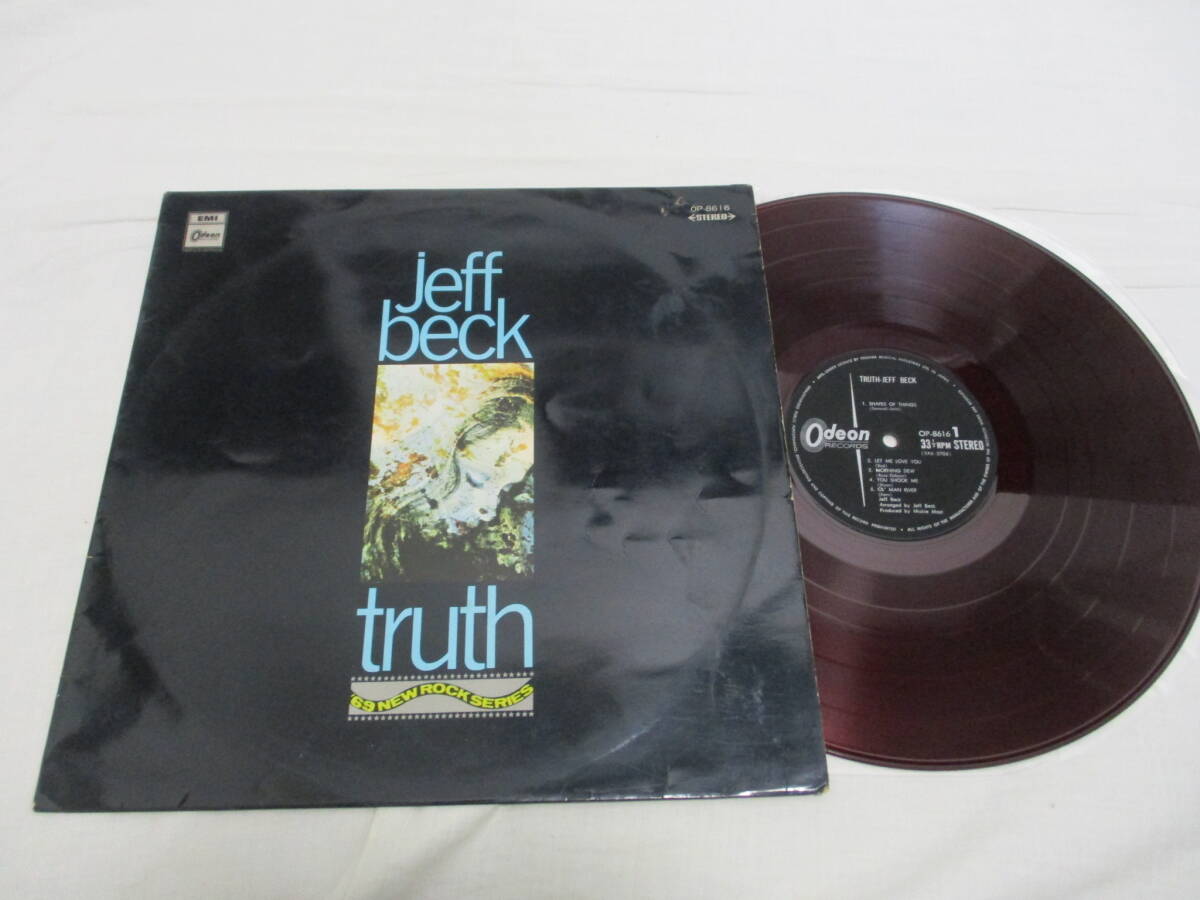 EMI
Odeon
OP-8616
STEREO
jeff
beck
truth
'69 NEW ROCK SERIES
TRUTH-JEFF BECK
1. SHAPES OF THINGS
Odeon
RECORDS
OP-8616 1
33⅓ RPM STEREO
2. LET ME LOVE YOU
3. MORNING DEW
4. YOU SHOOK ME
5. OL' MAN RIVER
Jeff Beck
Arranged by Jeff Beck
Produced by Mickie Most